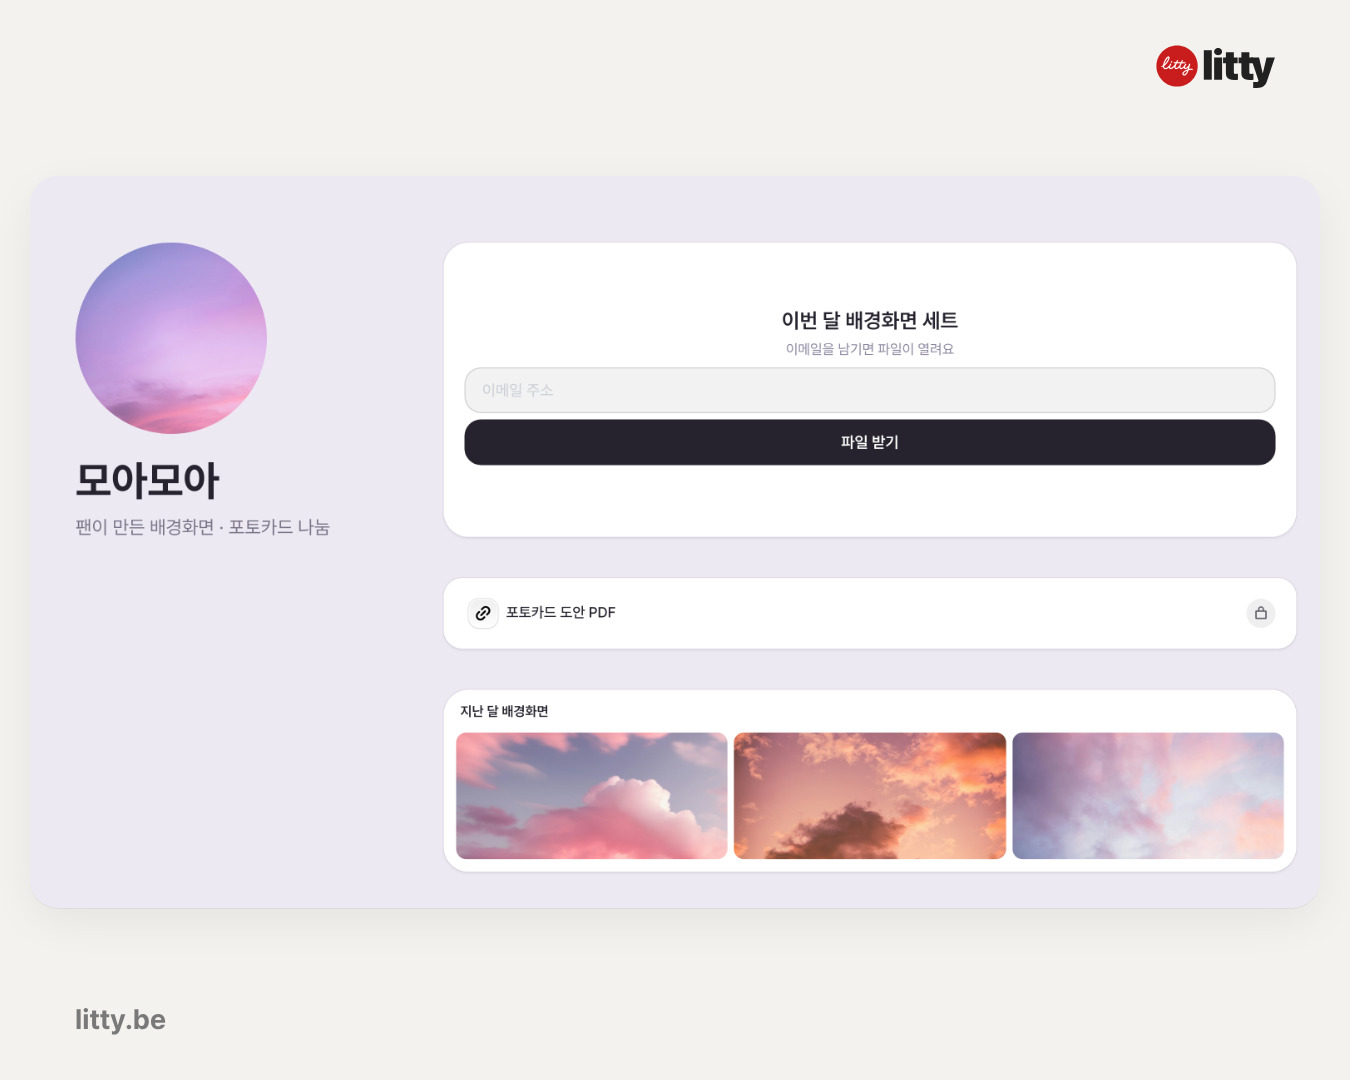 litty litty
모아모아
팬이 만든 배경화면 · 포토카드 나눔
이번 달 배경화면 세트
이메일을 남기면 파일이 열려요
이메일 주소
파일 받기
포토카드 도안 PDF
지난 달 배경화면
litty.be